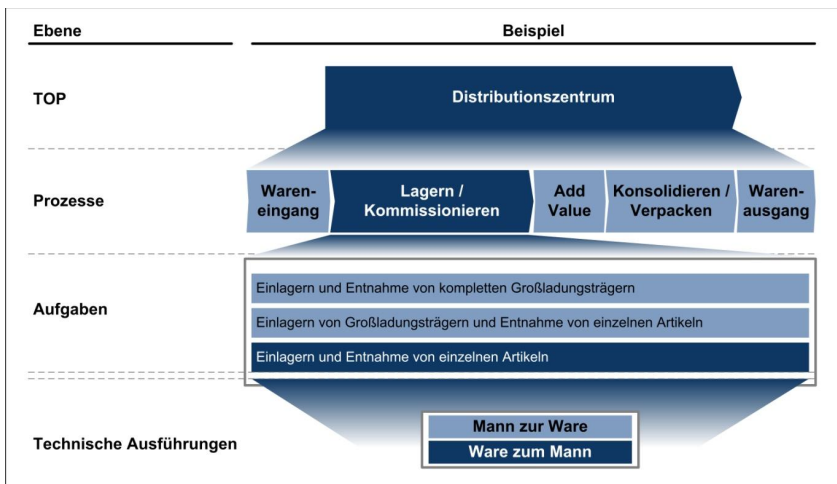 Ebene
Beispiel
TOP
Distributionszentrum
Prozesse
Waren-
eingang
Lagern /
Kommissionieren
Add
Value
Konsolidieren /
Verpacken
Waren-
ausgang
Aufgaben
Einlagern und Entnahme von kompletten Großladungsträgern
Einlagern von Großladungsträgern und Entnahme von einzelnen Artikeln
Einlagern und Entnahme von einzelnen Artikeln
Technische Ausführungen
Mann zur Ware
Ware zum Mann